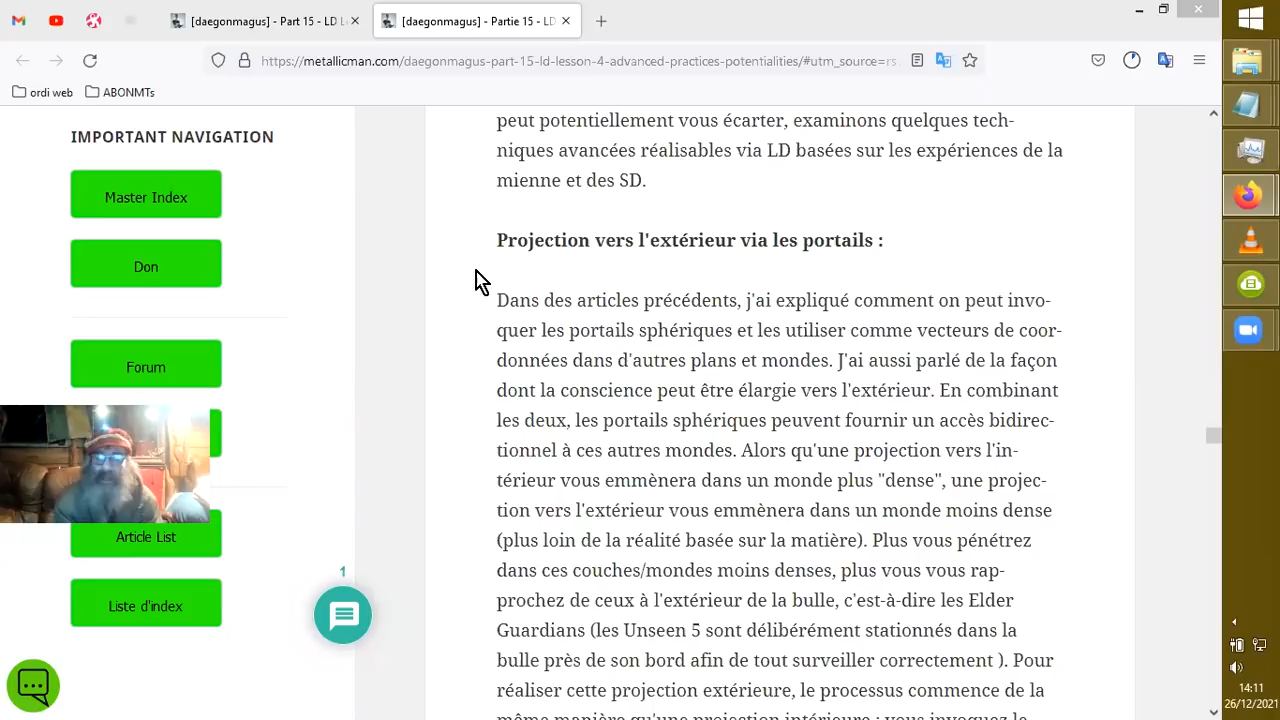 [daegonmagus] - Part 15 - LD L
[daegonmagus] - Partie 15 - LD
https://metallicman.com/daegonmagus-part-15-ld-lesson-4-advanced-practices-potentialities/#utm_source=rs
ordi web
ABONMTs
IMPORTANT NAVIGATION
Master Index
Don
Forum
Article List
Liste d'index
1
peut potentiellement vous écarter, examinons quelques tech-
niques avancées réalisables via LD basées sur les expériences de la
mienne et des SD.
Projection vers l'extérieur via les portails :
Dans des articles précédents, j'ai expliqué comment on peut invo-
quer les portails sphériques et les utiliser comme vecteurs de coor-
données dans d'autres plans et mondes. J'ai aussi parlé de la façon
dont la conscience peut être élargie vers l'extérieur. En combinant
les deux, les portails sphériques peuvent fournir un accès bidirec-
tionnel à ces autres mondes. Alors qu'une projection vers l'in-
térieur vous emmènera dans un monde plus "dense", une projec-
tion vers l'extérieur vous emmènera dans un monde moins dense
(plus loin de la réalité basée sur la matière). Plus vous pénétrez
dans ces couches/mondes moins denses, plus vous vous rap-
prochez de ceux à l'extérieur de la bulle, c'est-à-dire les Elder
Guardians (les Unseen 5 sont délibérément stationnés dans la
bulle près de son bord afin de tout surveiller correctement ). Pour
réaliser cette projection extérieure, le processus commence de la
même manière qu'une projection intérieure : vous invoquez le
14:11
26/12/2021